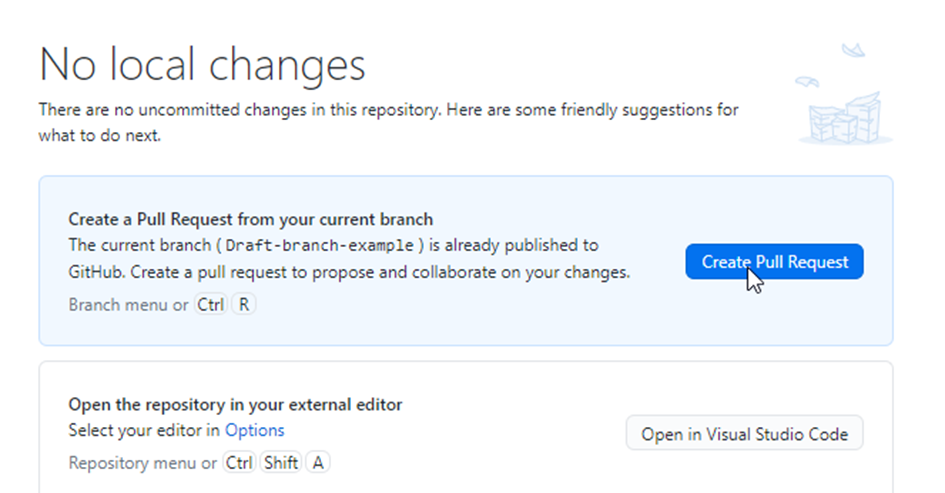 No local changes
There are no uncommitted changes in this repository. Here are some friendly suggestions for
what to do next.
Create a Pull Request from your current branch
The current branch ( Draft-branch-example ) is already published to
GitHub. Create a pull request to propose and collaborate on your changes.
Branch menu or Ctrl R
Create Pull Request
Open the repository in your external editor
Select your editor in Options
Repository menu or Ctrl Shift A
Open in Visual Studio Code